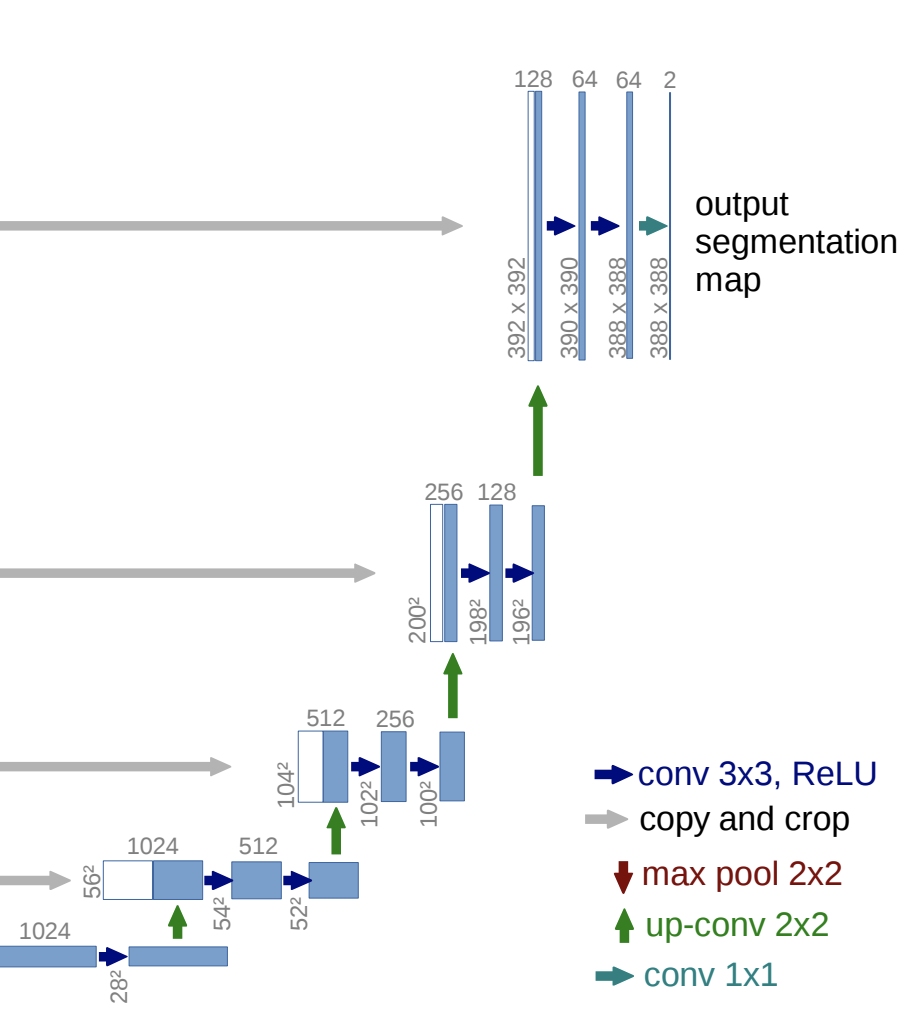 128 64 64 2
392 x 392
390 x 390
388 x 388
388 x 388
output
segmentation
map
256 128
200²
198²
196²
512 256
104²
102²
100²
1024 512
56²
54²
52²
1024
28²
conv 3x3, ReLU
copy and crop
max pool 2x2
up-conv 2x2
conv 1x1